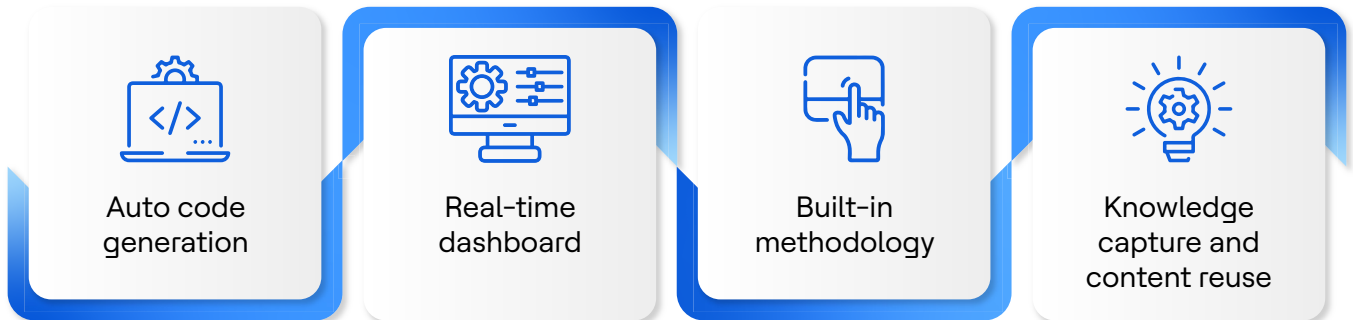 Auto code
generation
Real-time
dashboard
Built-in
methodology
Knowledge
capture and
content reuse